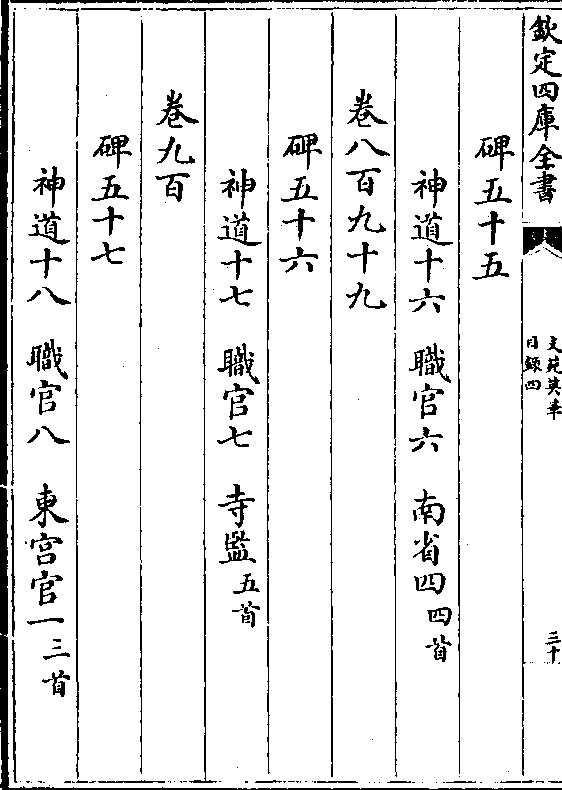 欽定四庫全書
文苑英華
目録四
三十
碑五十五
神道十六 職官六 南省四四首
卷八百九十九
碑五十六
神道十七 職官七 寺監五首
卷九百
碑五十七
神道十八 職官八 東宮官一三首